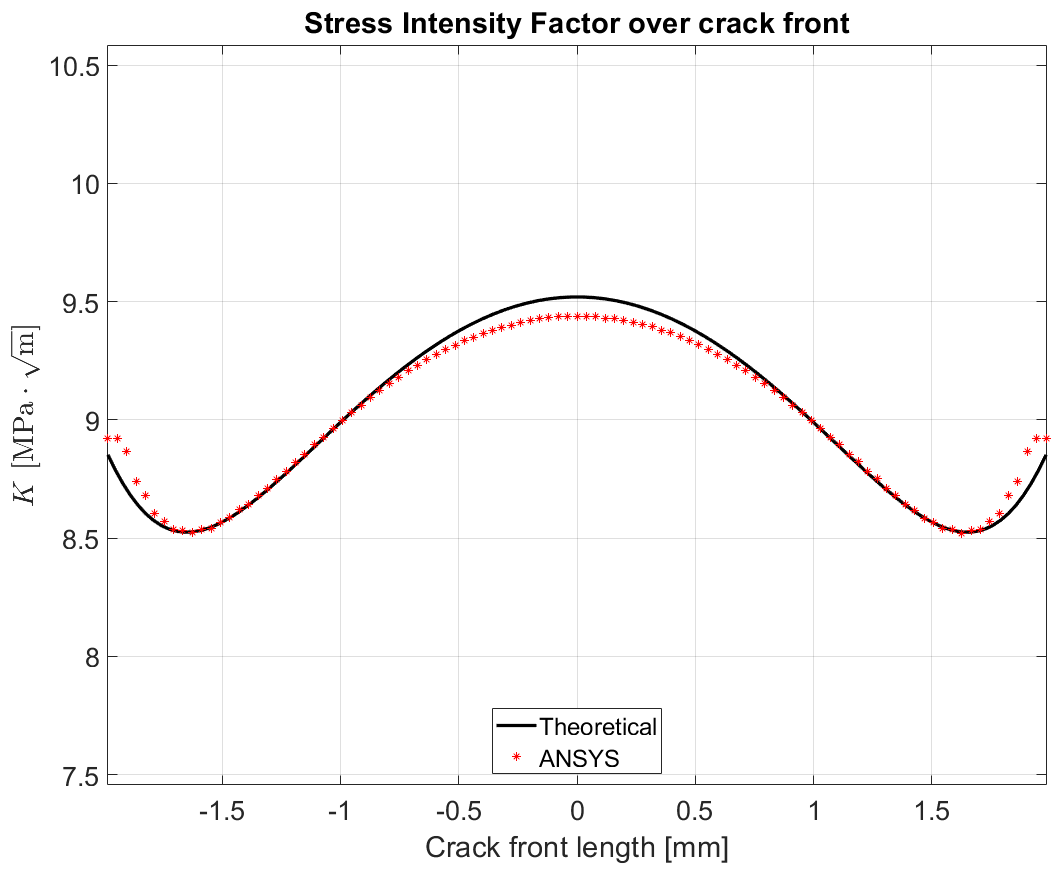 Stress Intensity Factor over crack front
10.5
10
9.5
9
8.5
8
7.5
K [MPa · √m]
-1.5 -1 -0.5 0 0.5 1 1.5
Crack front length [mm]
Theoretical
ANSYS